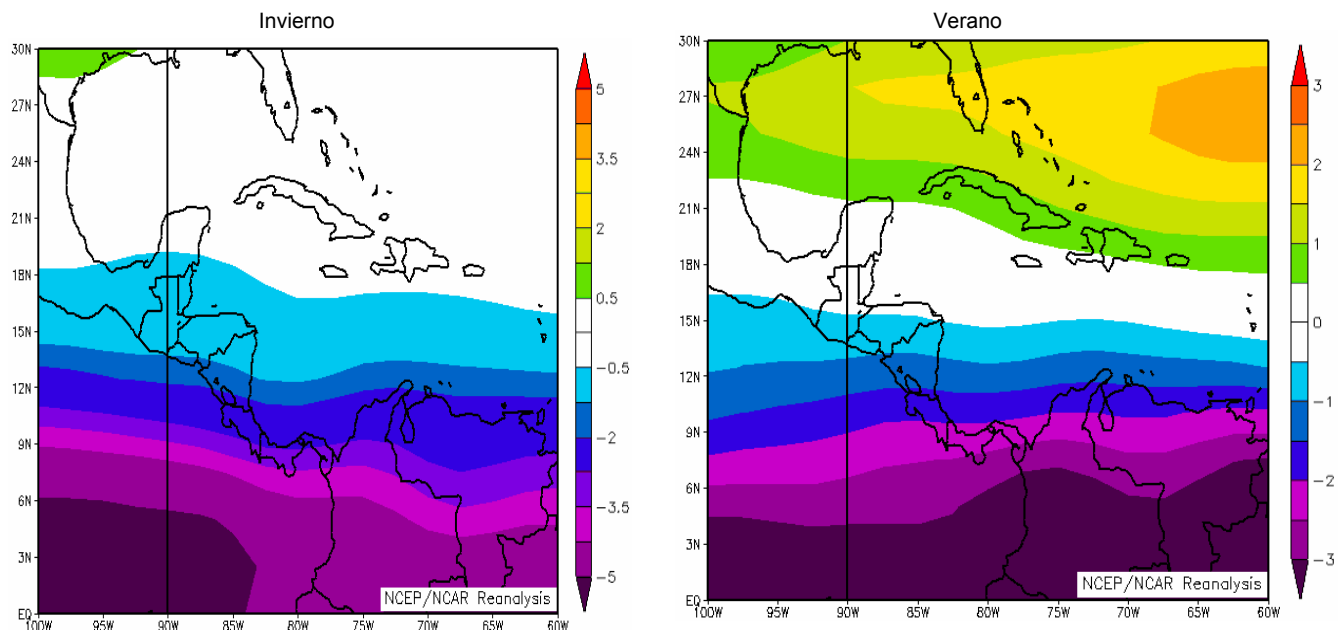 Invierno
30N
27N
24N
21N
18N
15N
12N
9N
6N
3N
EQ
100W 95W 90W 85W 80W 75W 70W 65W 60W
5
3.5
2
0.5
-0.5
-2
-3.5
-5
NCEP/NCAR Reanalysis
Verano
30N
27N
24N
21N
18N
15N
12N
9N
6N
3N
EQ
100W 95W 90W 85W 80W 75W 70W 65W 60W
3
2
1
0
-1
-2
-3
NCEP/NCAR Reanalysis